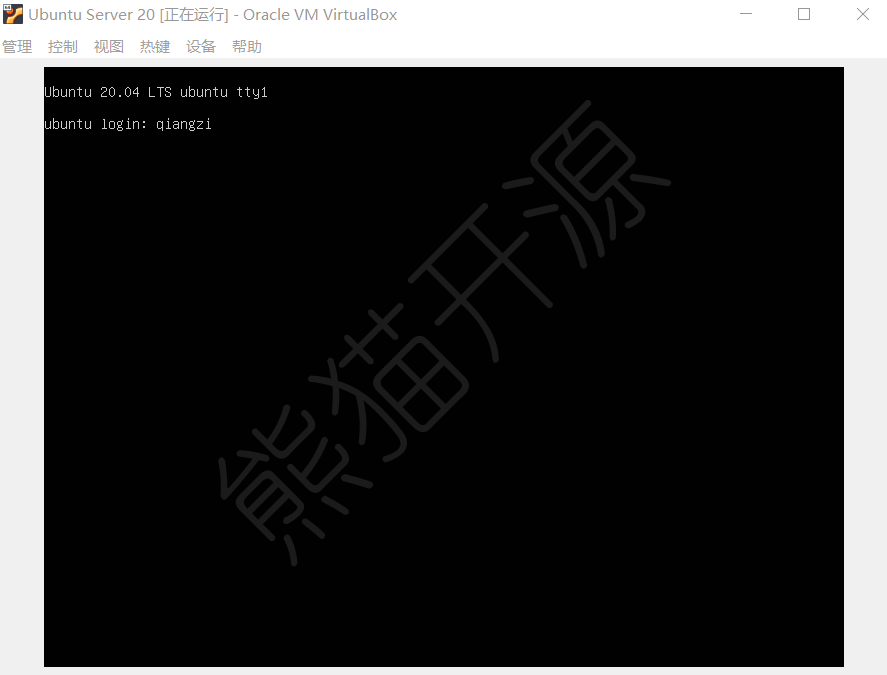 Ubuntu Server 20 [正在运行] - Oracle VM VirtualBox
管理 控制 视图 热键 设备 帮助
Ubuntu 20.04 LTS ubuntu tty1
ubuntu login: qiangzi
熊猫开源